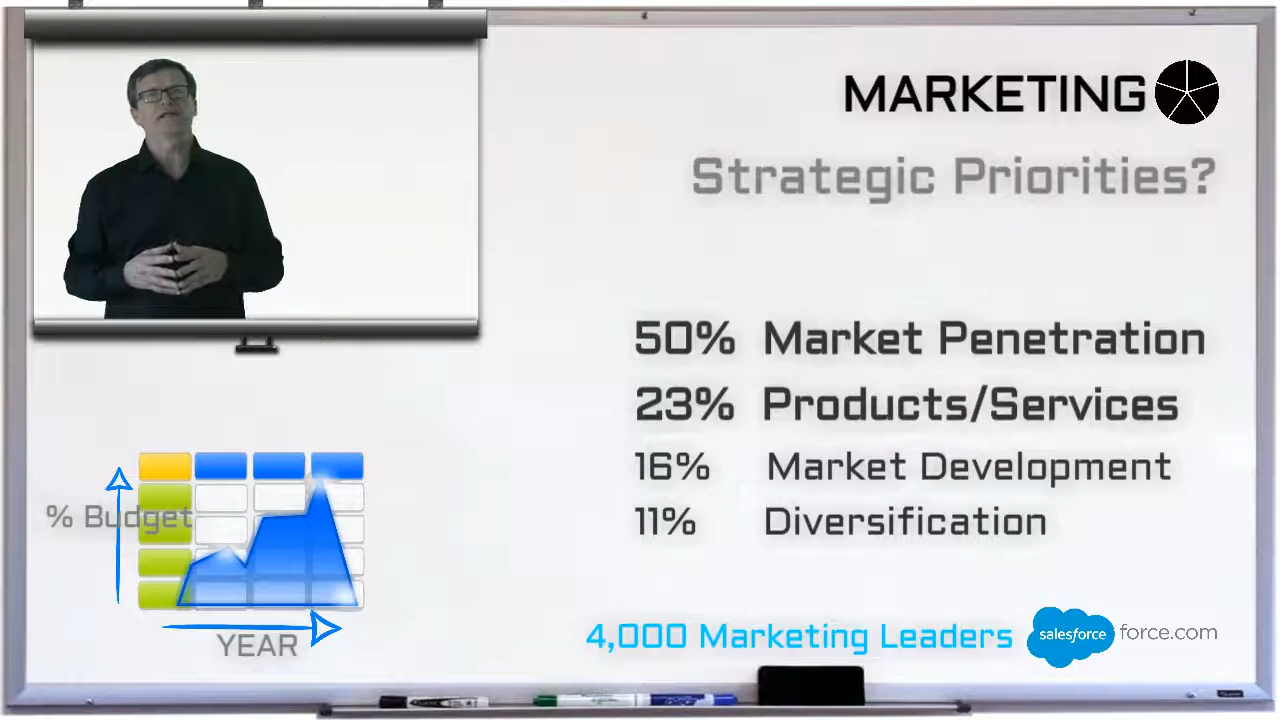 MARKETING
Strategic Priorities?
50% Market Penetration
23% Products/Services
16% Market Development
11% Diversification
% Budget
YEAR
4,000 Marketing Leaders salesforce force.com